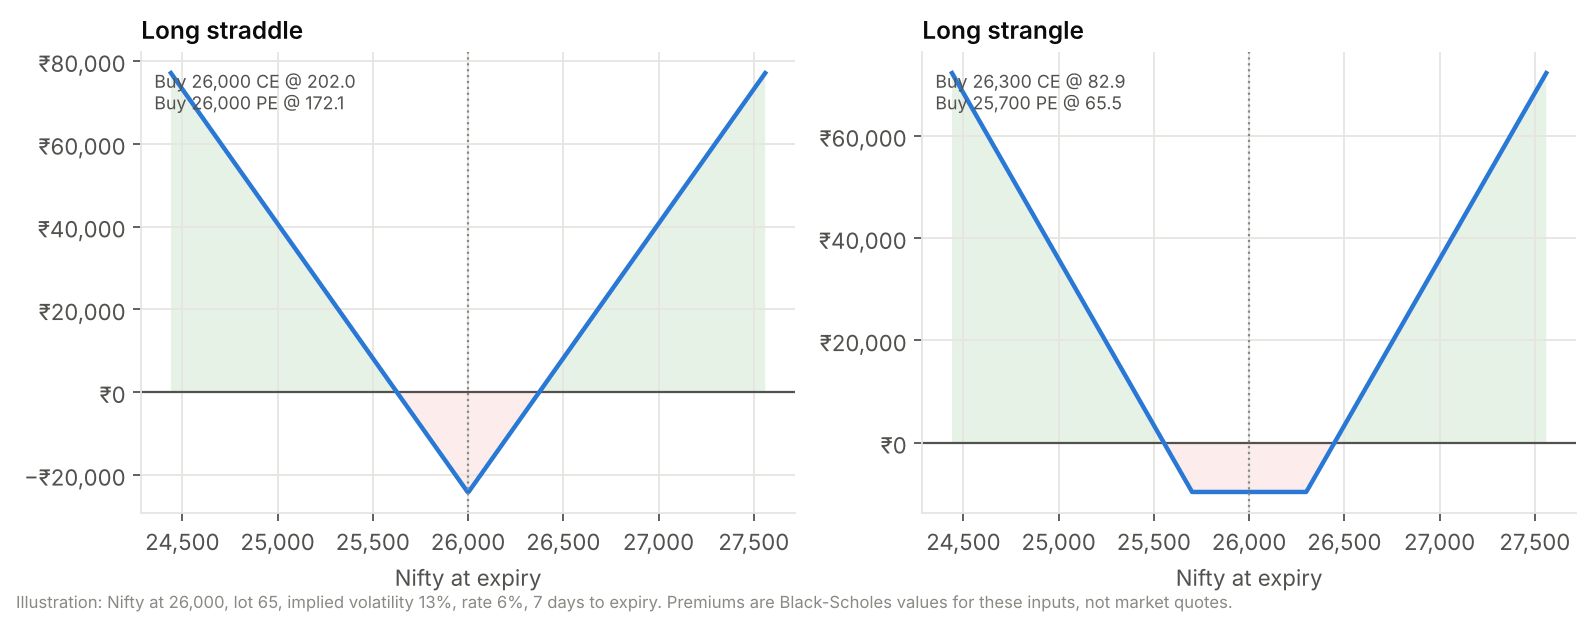 Long straddle
Buy 26,000 CE @ 202.0
Buy 26,000 PE @ 172.1
₹80,000
₹60,000
₹40,000
₹20,000
₹0
−₹20,000
24,500 25,000 25,500 26,000 26,500 27,000 27,500
Nifty at expiry
Long strangle
Buy 26,300 CE @ 82.9
Buy 25,700 PE @ 65.5
₹60,000
₹40,000
₹20,000
₹0
24,500 25,000 25,500 26,000 26,500 27,000 27,500
Nifty at expiry
Illustration: Nifty at 26,000, lot 65, implied volatility 13%, rate 6%, 7 days to expiry. Premiums are Black-Scholes values for these inputs, not market quotes.